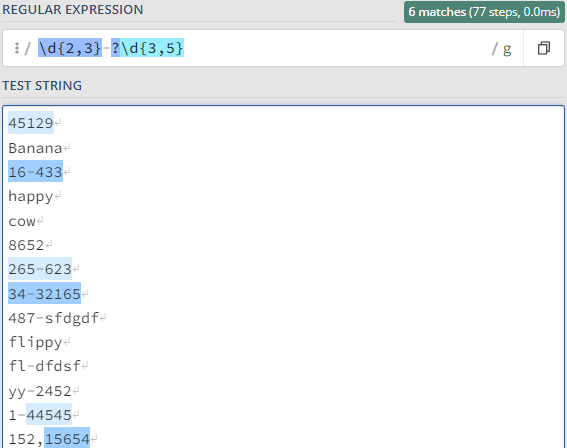 REGULAR EXPRESSION
6 matches (77 steps, 0.0ms)
/ \d{2,3}-?\d{3,5} / g
TEST STRING
45129
Banana
16-433
happy
cow
8652
265-623
34-32165
487-sfdgdf
flippy
fl-dfdsf
yy-2452
1-44545
152,15654